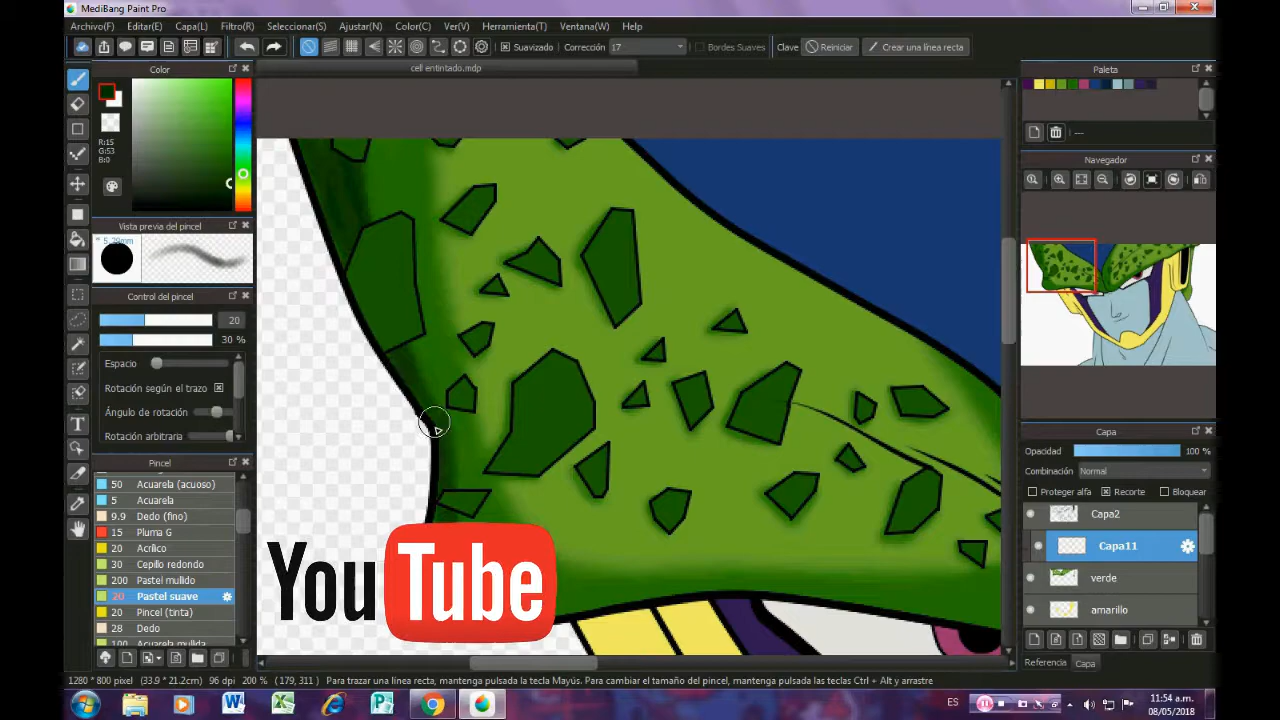 MediBang Paint Pro
Archivo(F) Editar(E) Capa(L) Filtro(R) Seleccionar(S) Ajustar(N) Color(C) Ver(V) Herramienta(T) Ventana(W) Help
Suavizado Corrección 17 Bordes Suaves Clave Reiniciar Crear una línea recta
cell entintado.mdp
Color
R:15
G:53
B:0
Vista previa del pincel
5.29mm
Control del pincel
20
30 %
Espacio
Rotación según el trazo
Ángulo de rotación
Rotación arbitraria
Pincel
50 Acuarela (acuoso)
5 Acuarela
9.9 Dedo (fino)
15 Pluma G
20 Acrílico
30 Cepillo redondo
200 Pastel mullido
20 Pastel suave
20 Pincel (tinta)
28 Dedo
100 Acuarela mullida
YouTube
Paleta
---
Navegador
Capa
Opacidad 100 %
Combinación Normal
Proteger alfa Recorte Bloquear
Capa2
Capa11
verde
amarillo
Referencia Capa
1280 * 800 pixel (33.9 * 21.2cm) 96 dpi 200 % (179, 311) Para trazar una línea recta, mantenga pulsada la tecla Mayús. Para cambiar el tamaño del pincel, mantenga pulsadas las teclas Ctrl + Alt y arrastre
ES
11:54 a.m.
08/05/2018